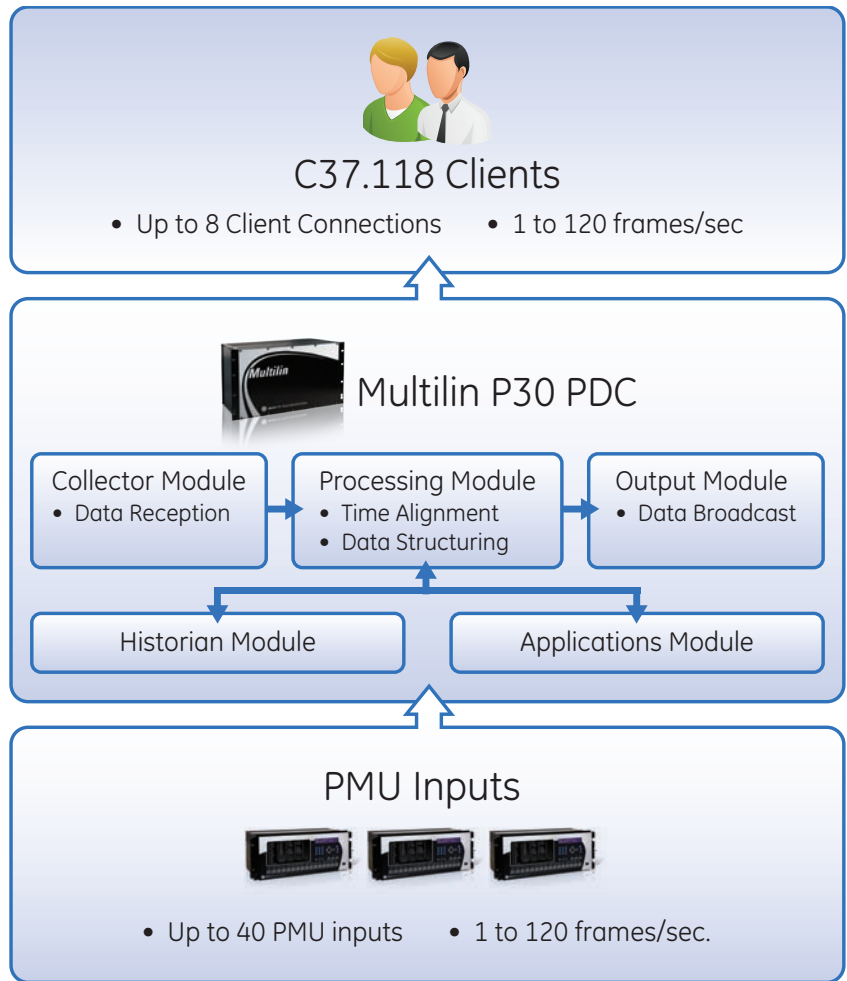 C37.118 Clients
• Up to 8 Client Connections • 1 to 120 frames/sec
Multilin
Multilin P30 PDC
Collector Module
• Data Reception
Processing Module
• Time Alignment
• Data Structuring
Output Module
• Data Broadcast
Historian Module
Applications Module
PMU Inputs
• Up to 40 PMU inputs • 1 to 120 frames/sec.